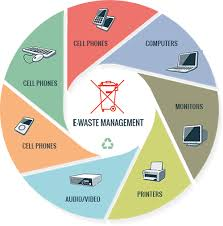 CELL PHONES
COMPUTERS
MONITORS
PRINTERS
AUDIO/VIDEO
CELL PHONES
CELL PHONES
E-WASTE MANAGEMENT